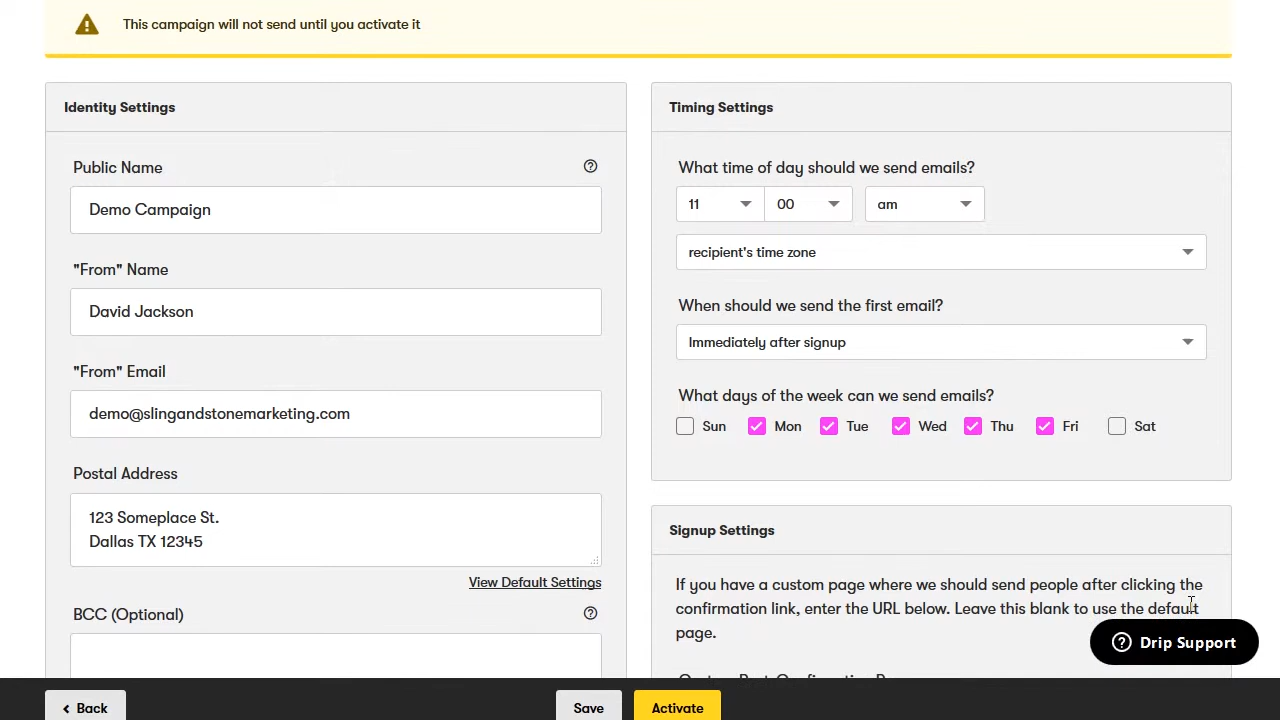 This campaign will not send until you activate it
Identity Settings
Public Name
Demo Campaign
"From" Name
David Jackson
"From" Email
demo@slingandstonemarketing.com
Postal Address
123 Someplace St.
Dallas TX 12345
View Default Settings
BCC (Optional)
Timing Settings
What time of day should we send emails?
11 00 am
recipient's time zone
When should we send the first email?
Immediately after signup
What days of the week can we send emails?
Sun Mon Tue Wed Thu Fri Sat
Signup Settings
If you have a custom page where we should send people after clicking the
confirmation link, enter the URL below. Leave this blank to use the default
page.
Drip Support
Back
Save
Activate